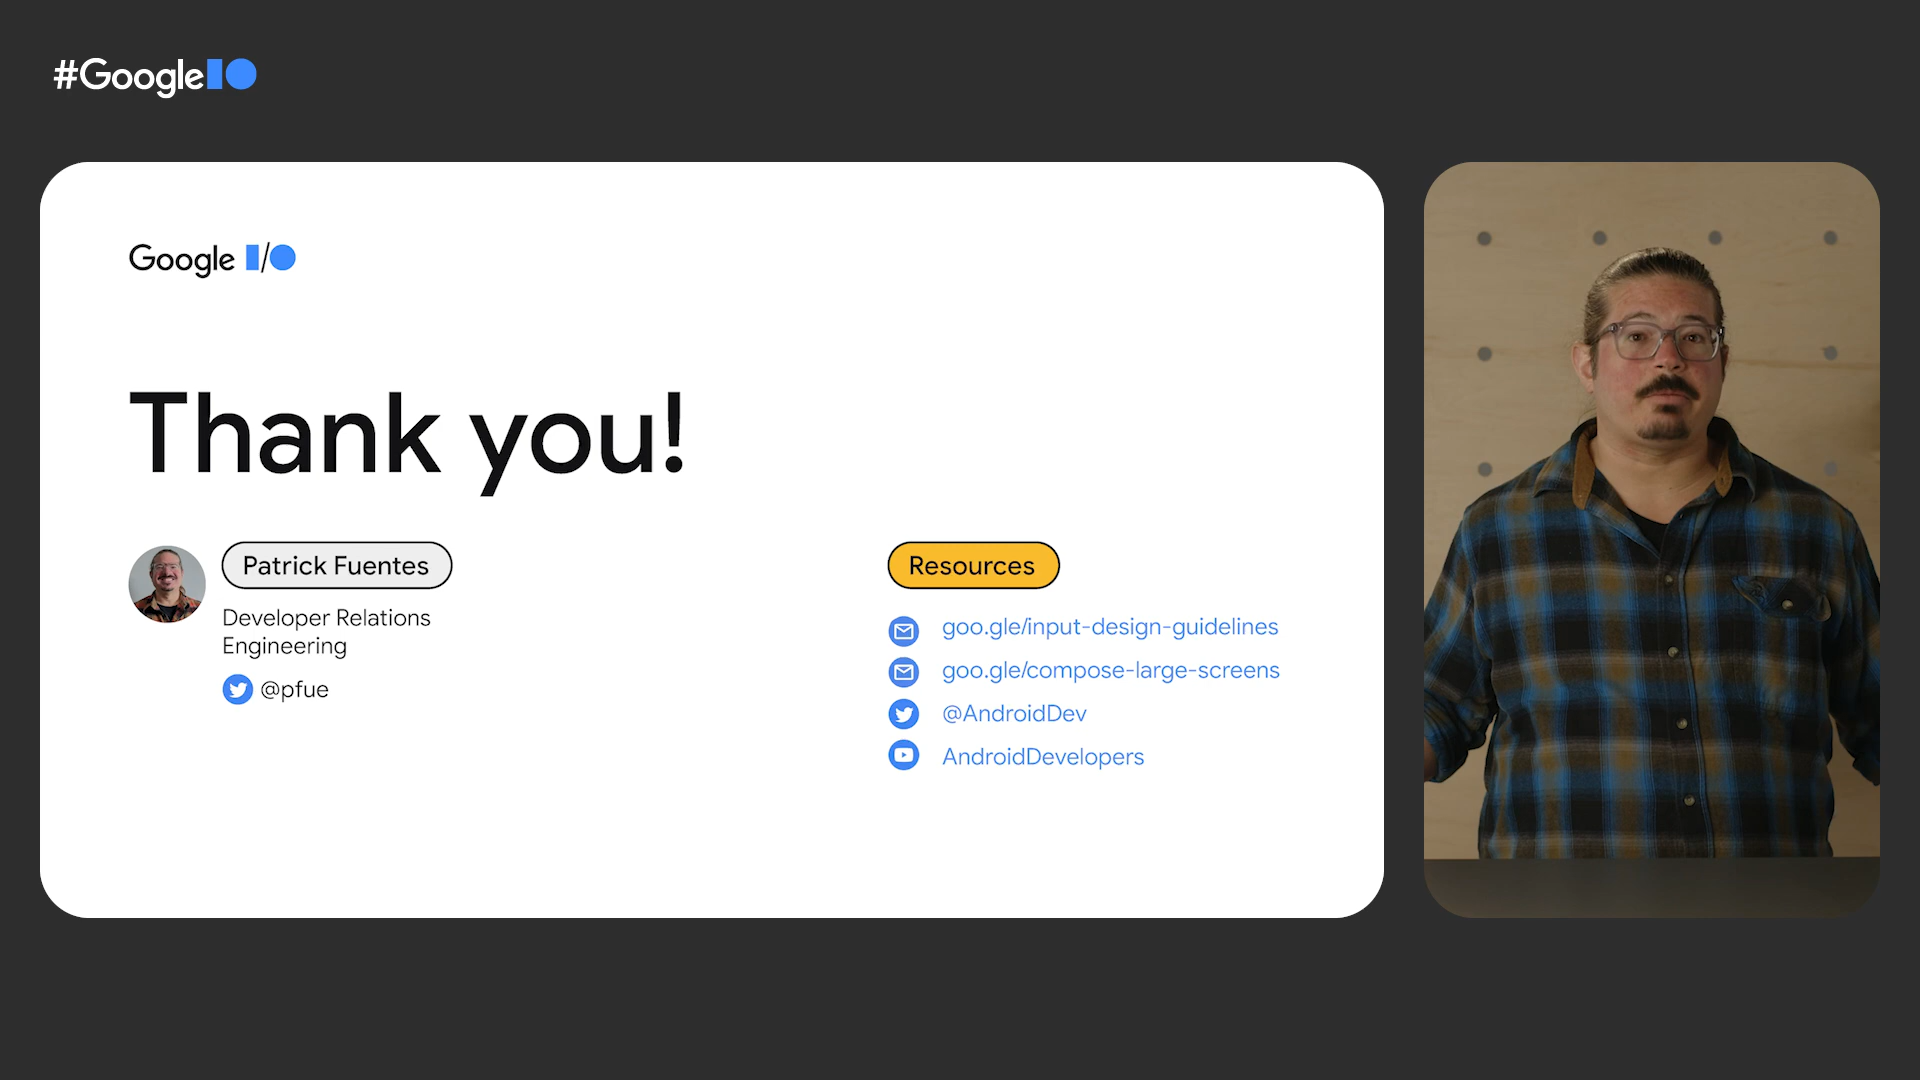 #GoogleIO
Google I/O
Thank you!
Patrick Fuentes
Developer Relations
Engineering
@pfue
Resources
goo.gle/input-design-guidelines
goo.gle/compose-large-screens
@AndroidDev
AndroidDevelopers